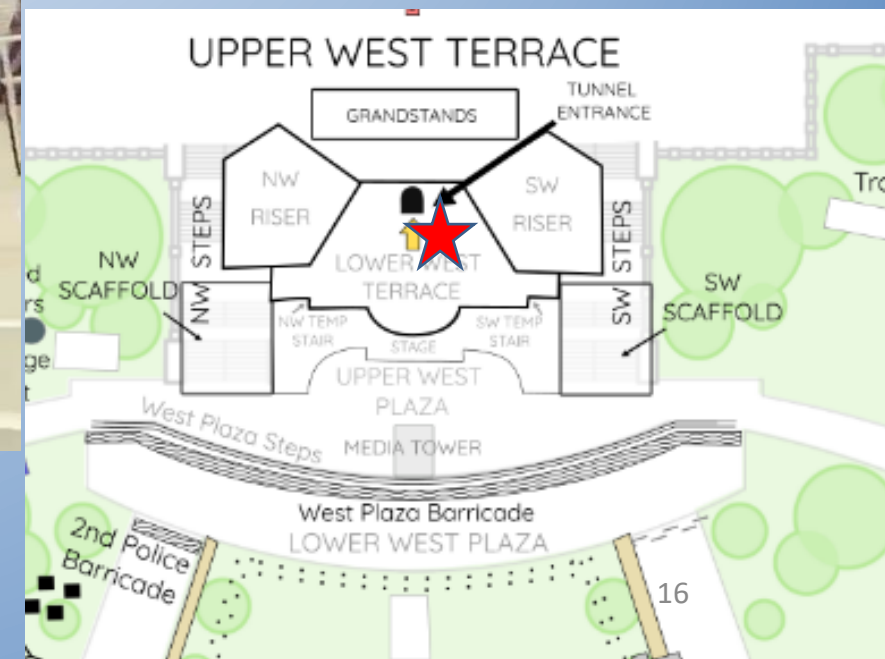 UPPER WEST TERRACE
TUNNEL
ENTRANCE
GRANDSTANDS
NW
RISER
SW
RISER
NW STEPS
SW STEPS
LOWER WEST
TERRACE
NW
SCAFFOLD
SW
SCAFFOLD
NW TEMP
STAIR
SW TEMP
STAIR
STAGE
UPPER WEST
PLAZA
West Plaza Steps
MEDIA TOWER
West Plaza Barricade
LOWER WEST PLAZA
2nd Police
Barricade
16